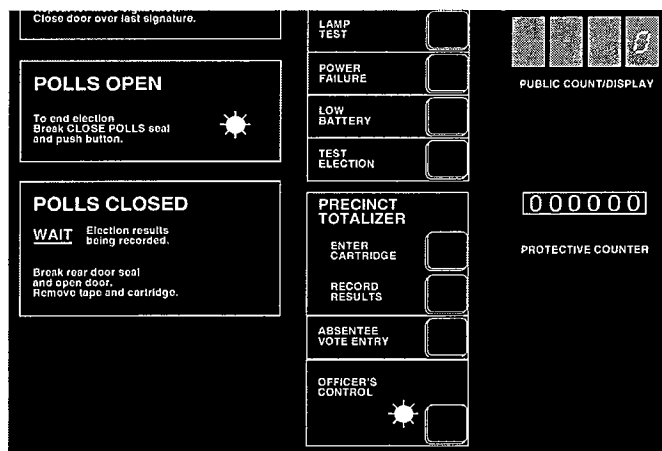 Close door over last signature.
POLLS OPEN
To end election
Break CLOSE POLLS seal
and push button.
POLLS CLOSED
WAIT Election results
being recorded.
Break rear door seal
and open door.
Remove tape and cartridge.
LAMP
TEST
POWER
FAILURE
LOW
BATTERY
TEST
ELECTION
PRECINCT
TOTALIZER
ENTER
CARTRIDGE
RECORD
RESULTS
ABSENTEE
VOTE ENTRY
OFFICER'S
CONTROL
0
PUBLIC COUNT/DISPLAY
000000
PROTECTIVE COUNTER